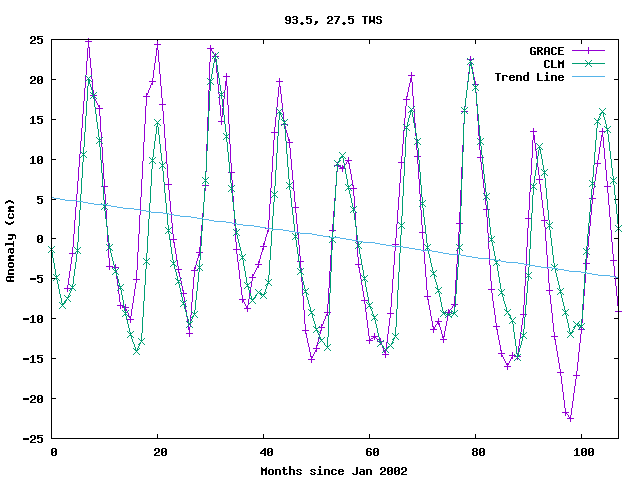 93.5, 27.5 TWS
GRACE
CLM
Trend Line
25
20
15
10
5
0
-5
-10
-15
-20
-25
Anomaly (cm)
0 20 40 60 80 100
Months since Jan 2002